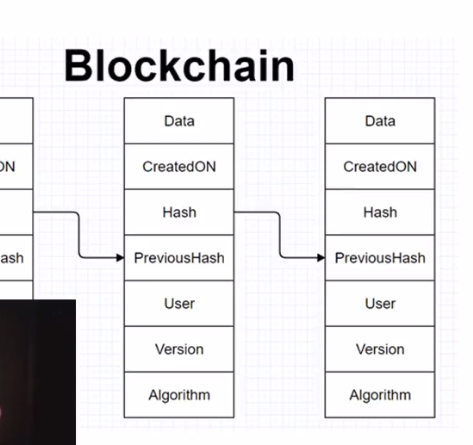 Blockchain
ON
ash
Data
CreatedON
Hash
PreviousHash
User
Version
Algorithm
Data
CreatedON
Hash
PreviousHash
User
Version
Algorithm